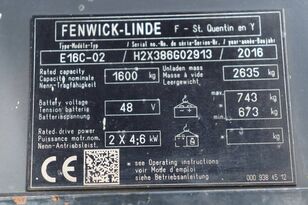 FENWICK-LINDE F - St. Quentin en Y
Type-Modèle-Typ / Serial no.-No. de série-Serien-Nr. / year-année-Baujahr
E16C-02 / H2X386G02913 / 2016
Rated capacity
Capacité nominale
Nenn-Tragfähigkeit
1600 kg
Unladen mass
Masse à vide
Leergewicht
2635 kg
Battery voltage
Tension batterie
Batteriespannung
48 V
max 743 kg
min 673 kg
Rated drive power
Puissance motr.nom.
Nenn-Antriebsleist.
2 X 4,6 kW
* see Operating instructions
voir Mode d'emploi
siehe Betriebsanleitung
000 938 45 12